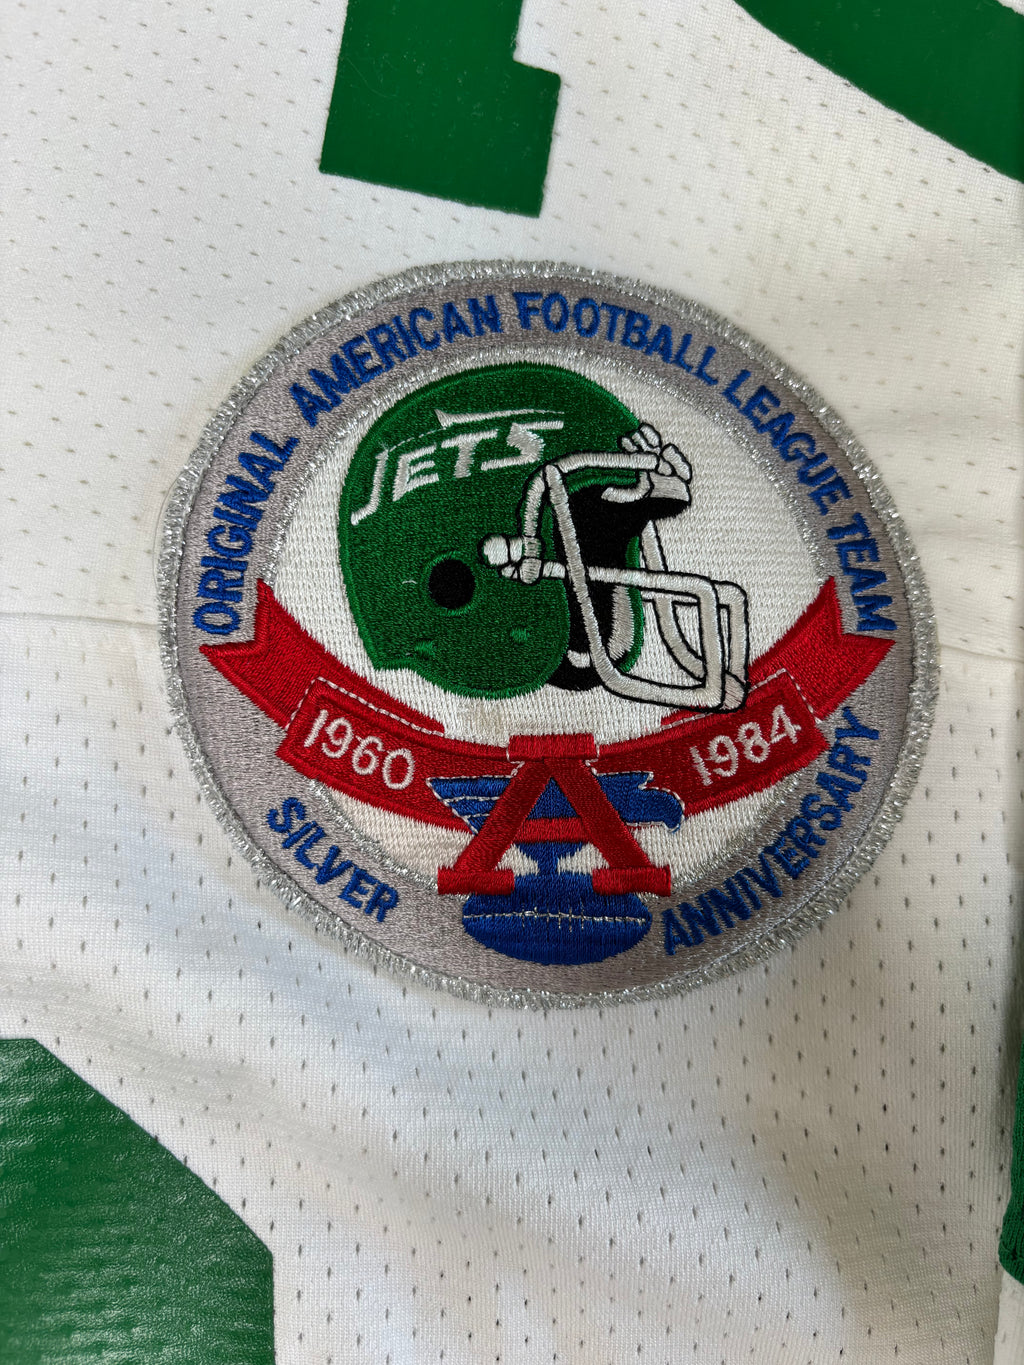 ORIGINAL AMERICAN FOOTBALL LEAGUE TEAM
JETS
1960
1984
A
SILVER ANNIVERSARY